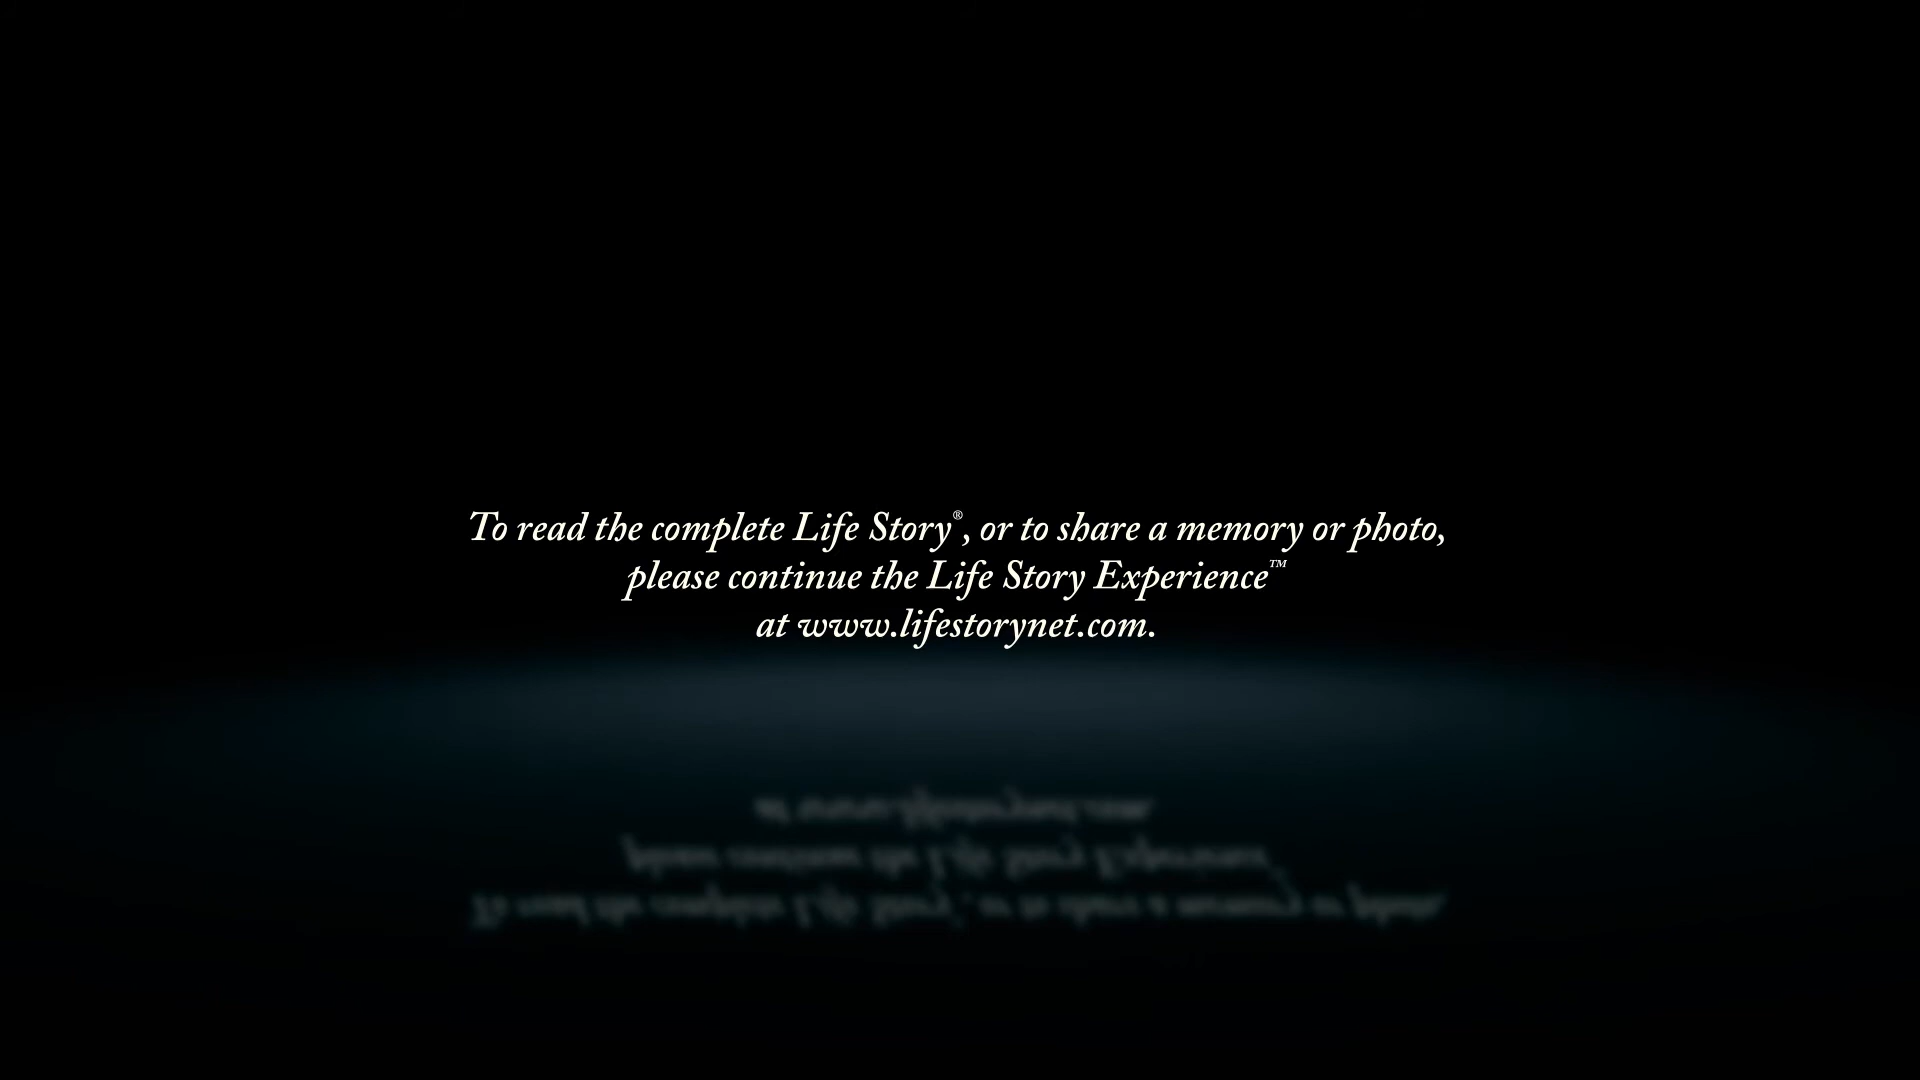 To read the complete Life Story®, or to share a memory or photo,
please continue the Life Story Experience™
at www.lifestorynet.com.